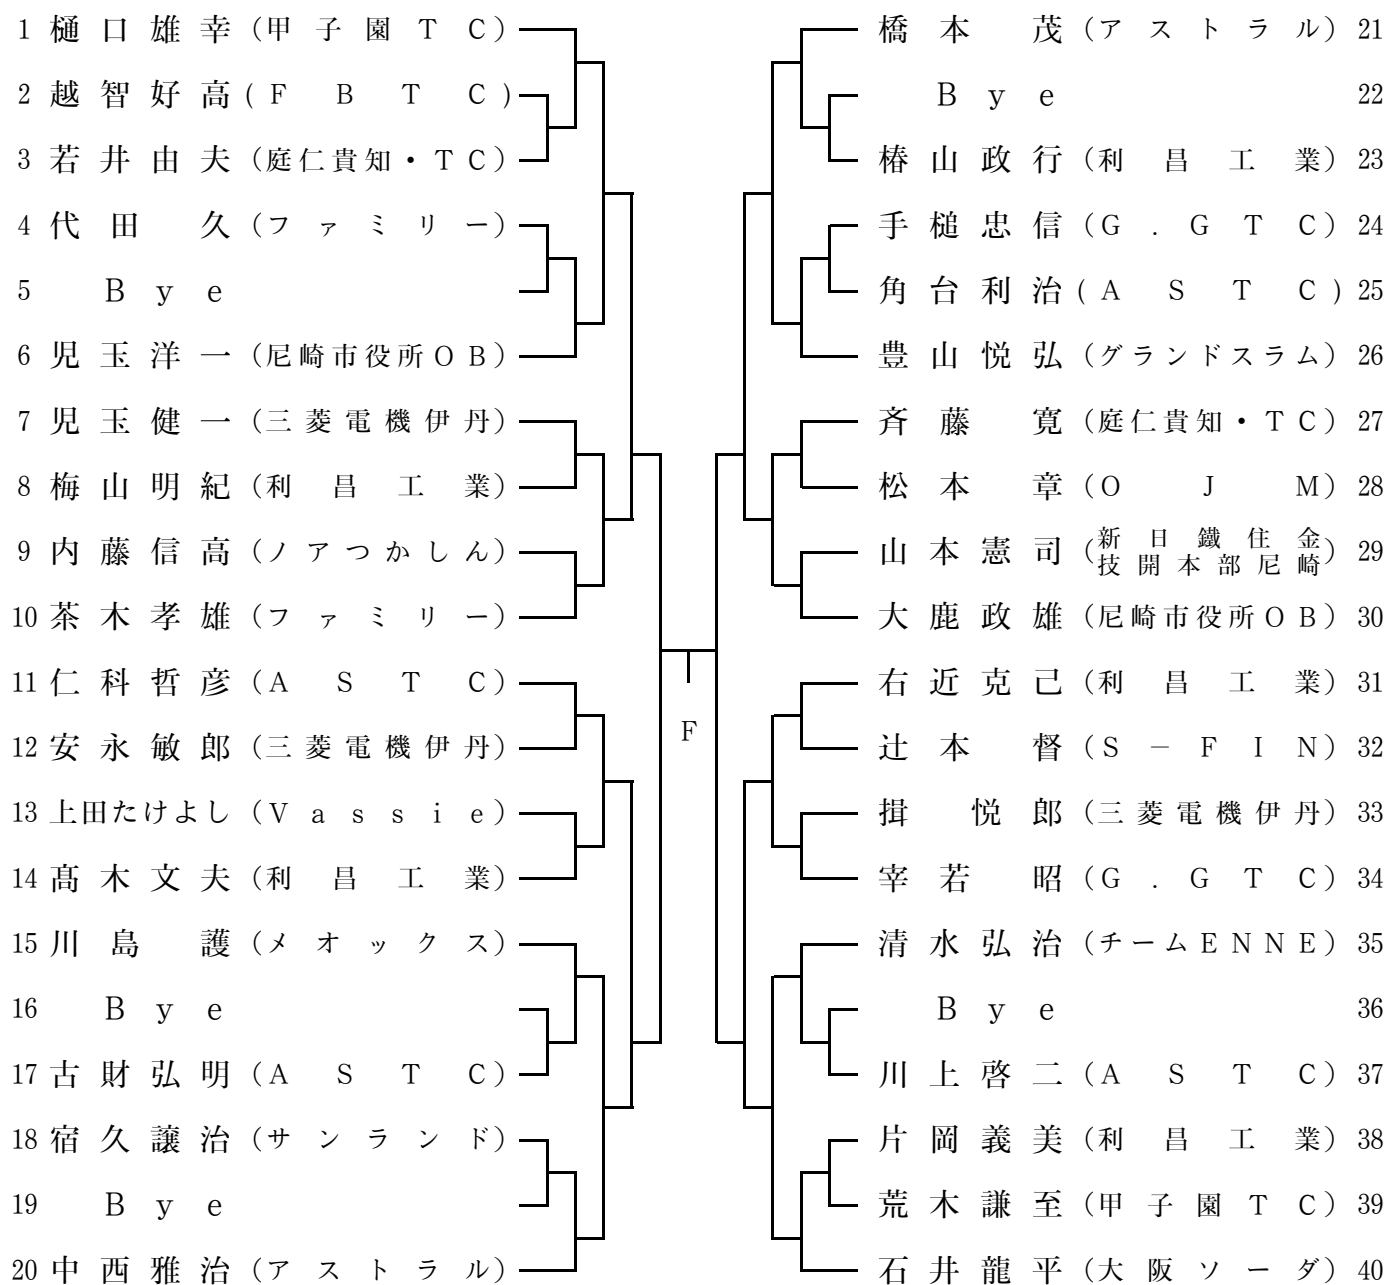 1 樋口雄幸 (甲子園TC)
2 越智好高 (FBTC)
3 若井由夫 (庭仁貴知・TC)
4 代田 久 (ファミリー)
5 Bye
6 児玉洋一 (尼崎市役所OB)
7 児玉健一 (三菱電機伊丹)
8 梅山明紀 (利昌工業)
9 内藤信高 (ノアつかしん)
10 茶木孝雄 (ファミリー)
11 仁科哲彦 (ASTC)
12 安永敏郎 (三菱電機伊丹)
13 上田たけよし (Vassie)
14 髙木文夫 (利昌工業)
15 川島 護 (メオックス)
16 Bye
17 古財弘明 (ASTC)
18 宿久譲治 (サンランド)
19 Bye
20 中西雅治 (アストラル)
F
橋本 茂 (アストラル) 21
Bye 22
椿山政行 (利昌工業) 23
手槌忠信 (G.GTC) 24
角台利治 (ASTC) 25
豊山悦弘 (グランドスラム) 26
斉藤 寛 (庭仁貴知・TC) 27
松本 章 (OJM) 28
山本憲司 (新日鐵住金技開本部尼崎) 29
大鹿政雄 (尼崎市役所OB) 30
右近克己 (利昌工業) 31
辻本 督 (S－FIN) 32
揖 悦郎 (三菱電機伊丹) 33
宰若 昭 (G.GTC) 34
清水弘治 (チームENNE) 35
Bye 36
川上啓二 (ASTC) 37
片岡義美 (利昌工業) 38
荒木謙至 (甲子園TC) 39
石井龍平 (大阪ソーダ) 40